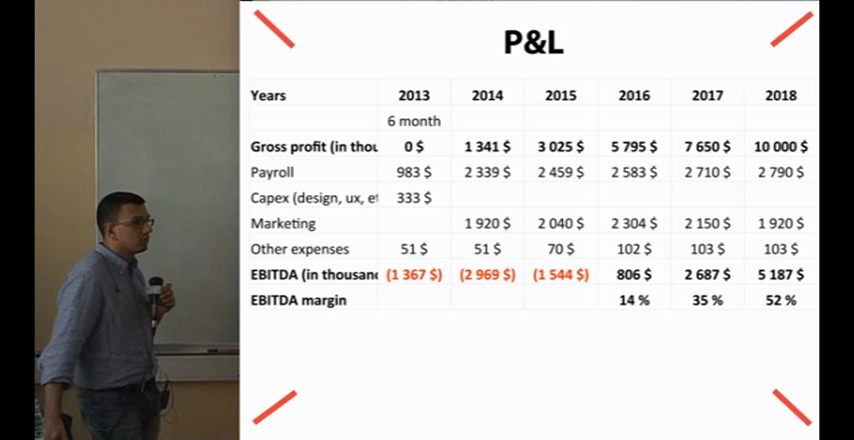 P&L
Years 2013 2014 2015 2016 2017 2018
6 month
Gross profit (in thou 0 $ 1 341 $ 3 025 $ 5 795 $ 7 650 $ 10 000 $
Payroll 983 $ 2 339 $ 2 459 $ 2 583 $ 2 710 $ 2 790 $
Capex (design, ux, et 333 $
Marketing 1 920 $ 2 040 $ 2 304 $ 2 150 $ 1 920 $
Other expenses 51 $ 51 $ 70 $ 102 $ 103 $ 103 $
EBITDA (in thousand (1 367 $) (2 969 $) (1 544 $) 806 $ 2 687 $ 5 187 $
EBITDA margin 14 % 35 % 52 %